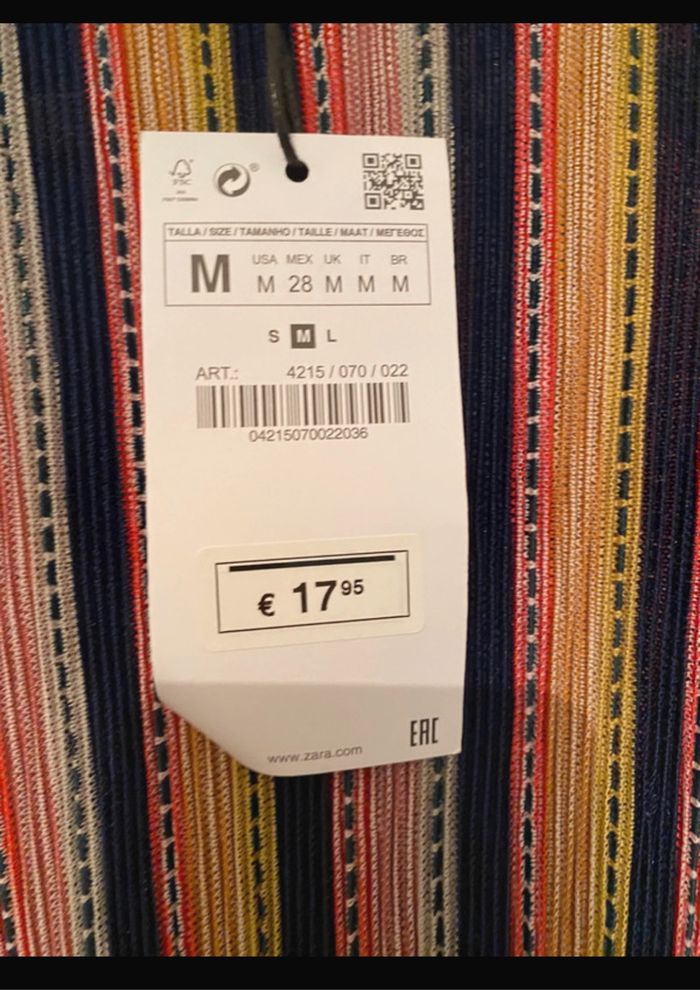 FSC
®
TALLA / SIZE / TAMANHO / TAILLE / MAAT / ΜΕΓΕΘΟΣ
M
USA MEX UK IT BR
M 28 M M M
S M L
ART.: 4215 / 070 / 022
04215070022036
€ 17 95
EAC
www.zara.com